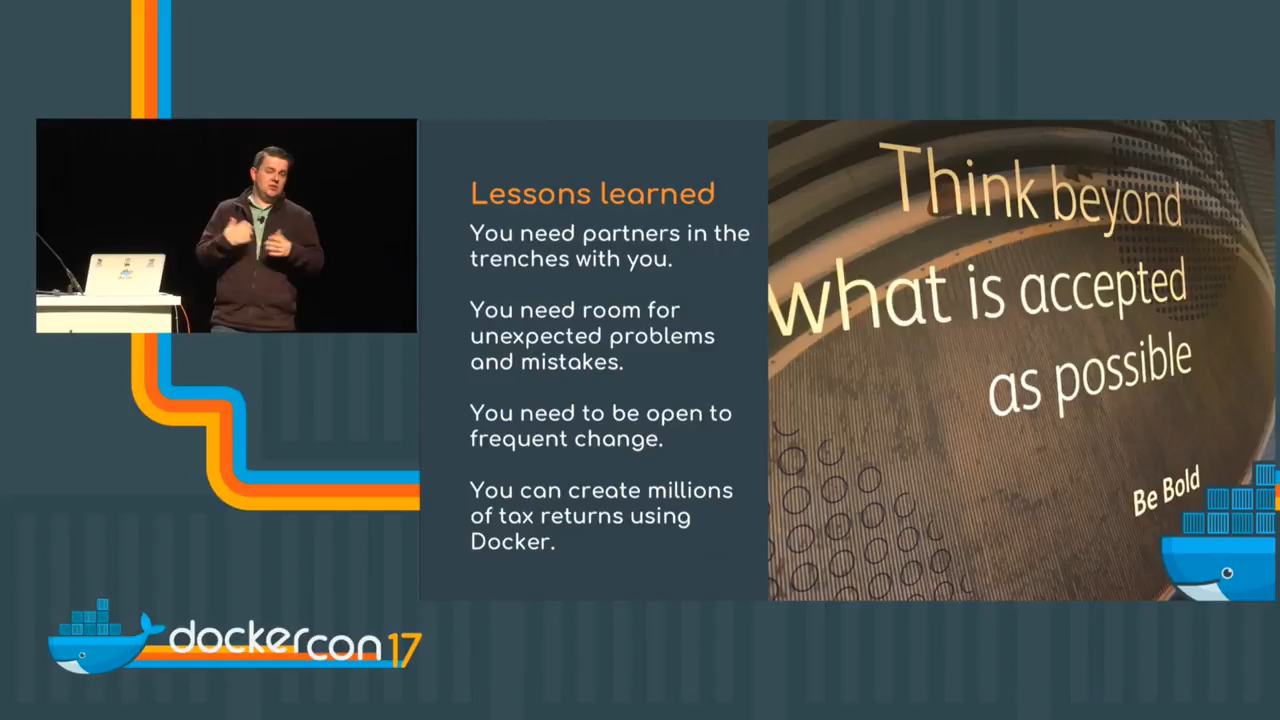 Lessons learned
You need partners in the
trenches with you.
You need room for
unexpected problems
and mistakes.
You need to be open to
frequent change.
You can create millions
of tax returns using
Docker.
Think beyond
what is accepted
as possible
Be Bold
dockercon17